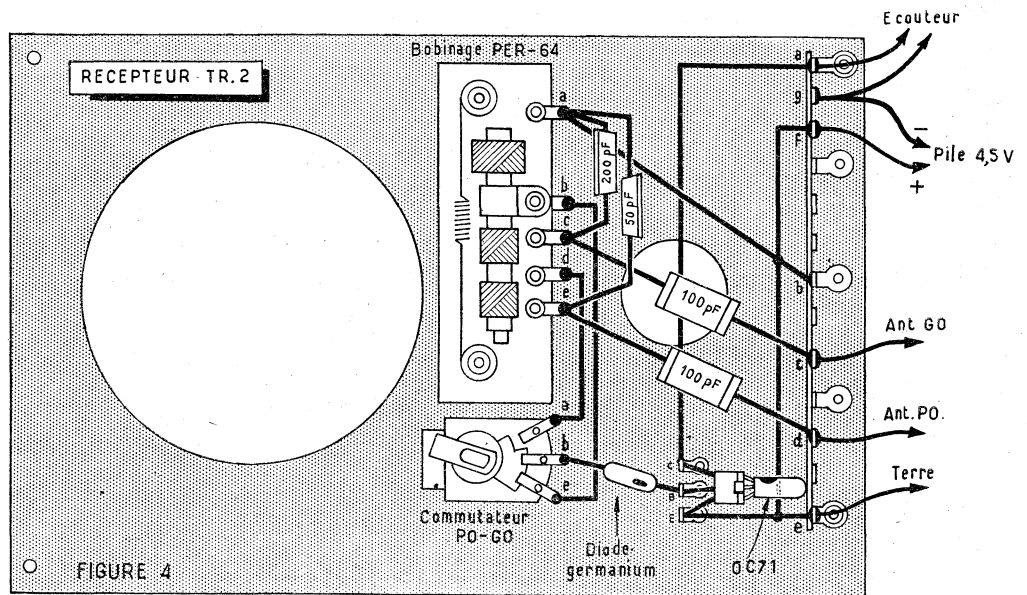 Ecouteur
Bobinage PER-64
RECEPTEUR TR.2
a
g
F
−
Pile 4,5 V
+
a
b
c
d
e
200 pF
50 pF
100 pF
100 pF
b
c
Ant GO
d
Ant. PO.
a
b
e
c
B
E
Terre
e
Commutateur
PO-GO
Diode-
germanium
OC71
FIGURE 4